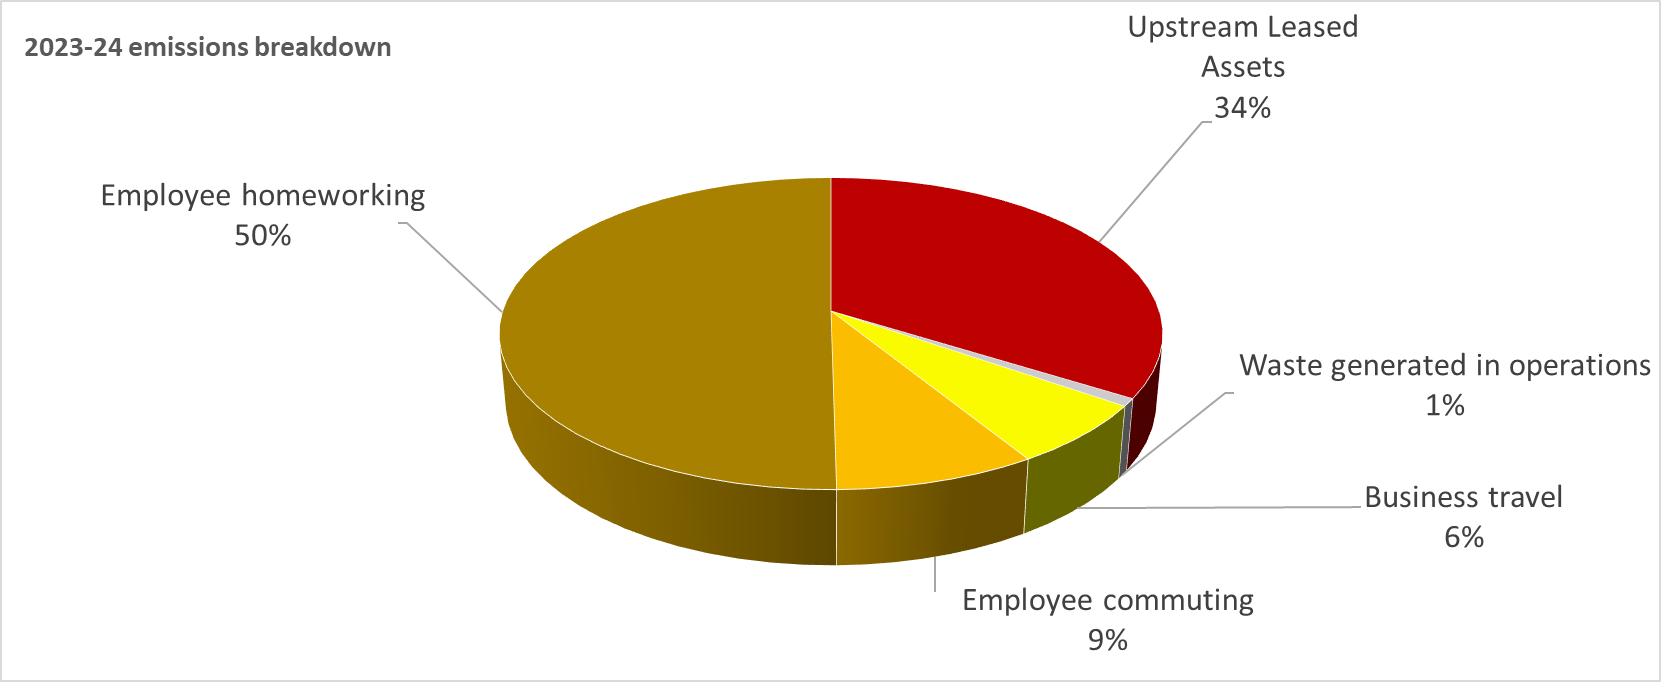 2023-24 emissions breakdown
Upstream Leased
Assets
34%
Employee homeworking
50%
Waste generated in operations
1%
Business travel
6%
Employee commuting
9%